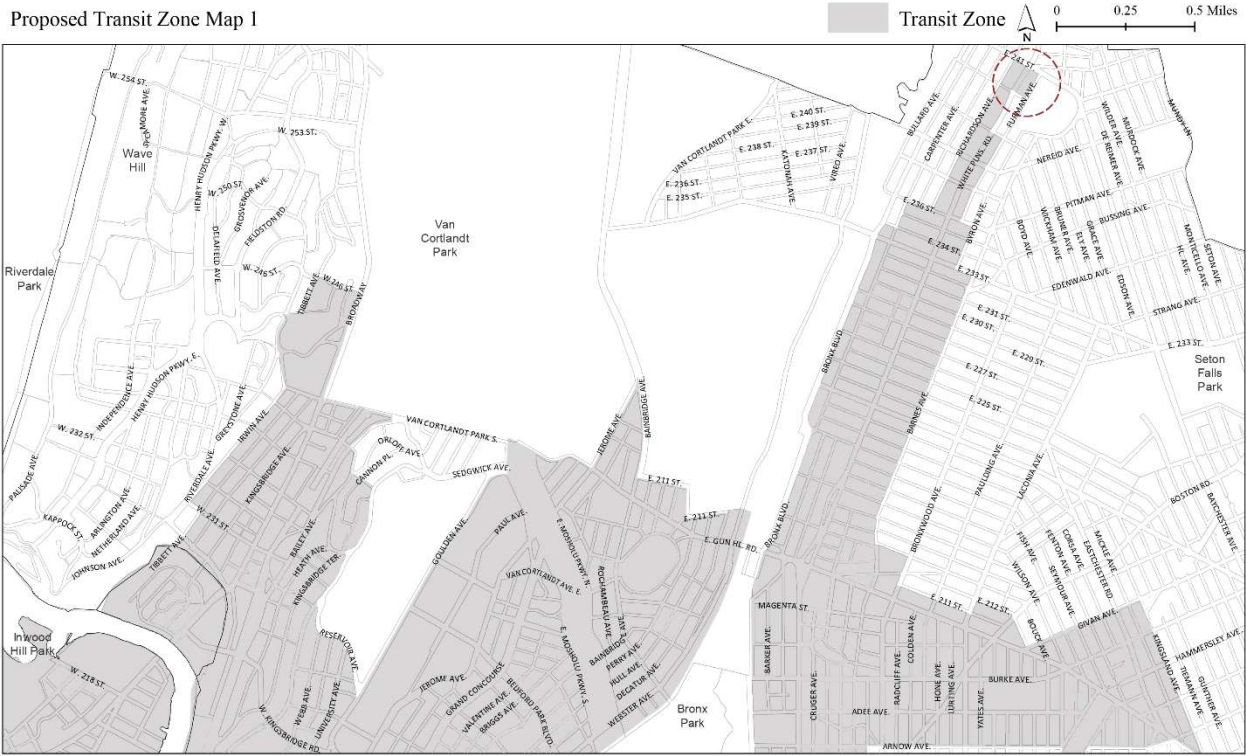 Proposed Transit Zone Map 1
Transit Zone
N
0 0.25 0.5 Miles
W. 254 ST.
MORE AVE.
Wave
Hill
HENRY HUDSON PKWY. W.
W. 253 ST.
W. 250 ST.
GROSVENOR AVE.
FIELDSTON RD.
DELAFIELD AVE.
W. 246 ST.
TIBBETT AVE.
W. 246 ST.
BROADWAY
Riverdale
Park
Van
Cortlandt
Park
VAN CORTLANDT PARK E.
E. 240 ST.
E. 239 ST.
E. 238 ST.
E. 237 ST.
E. 236 ST.
E. 235 ST.
KATONAH AVE.
VIREO AVE.
E. 241 ST.
BULLARD AVE.
CARPENTER AVE.
RICHARDSON AVE.
FURMAN AVE.
WHITE PLNS. RD.
NEREID AVE.
WILDER AVE.
DE REIMER AVE.
MURDOCK AVE.
MUNDY LN.
PITMAN AVE.
BUSSING AVE.
E. 236 ST.
BYRON AVE.
E. 234 ST.
E. 233 ST.
BOYD AVE.
WICKHAM AVE.
BRUNER AVE.
ELY AVE.
GRACE AVE.
EDENWALD AVE.
EDSON AVE.
MONTICELLO AVE.
HL. AVE.
SETON AVE.
STRANG AVE.
E. 233 ST.
Seton
Falls
Park
E. 231 ST.
E. 230 ST.
E. 229 ST.
E. 227 ST.
E. 225 ST.
BRONX BLVD.
BARNES AVE.
PAULDING AVE.
LACONIA AVE.
BRONXWOOD AVE.
BOSTON RD.
BAYCHESTER AVE.
INDEPENDENCE AVE.
HENRY HUDSON PKWY. E.
GREYSTONE AVE.
IRWIN AVE.
W. 232 ST.
PALISADE AVE.
KAPPOCK ST.
ARLINGTON AVE.
NETHERLAND AVE.
JOHNSON AVE.
RIVERDALE AVE.
W. 231 ST.
TIBBETT AVE.
KINGSBRIDGE AVE.
BAILEY AVE.
HEATH AVE.
KINGSBRIDGE TER.
CANNON PL.
ORLOFF AVE.
VAN CORTLANDT PARK S.
SEDGWICK AVE.
GOULDEN AVE.
PAUL AVE.
JEROME AVE.
BAINBRIDGE AVE.
E. 211 ST.
E. 211 ST.
E. GUN HL. RD.
BRONX BLVD.
E. MOSHOLU PKWY. N.
VAN CORTLANDT AVE. E.
ROCHAMBEAU AVE.
E. MOSHOLU PKWY. S.
BAINBRIDGE AVE.
PERRY AVE.
HULL AVE.
DECATUR AVE.
WEBSTER AVE.
RESERVOIR AVE.
JEROME AVE.
GRAND CONCOURSE
VALENTINE AVE.
BRIGGS AVE.
BEDFORD PARK BLVD.
WEBB AVE.
UNIVERSITY AVE.
W. KINGSBRIDGE RD.
Inwood
Hill Park
W. 218 ST.
Bronx
Park
MAGENTA ST.
BARKER AVE.
CRUGER AVE.
ADEE AVE.
RADCLIFF AVE.
COLDEN AVE.
HONE AVE.
LURTING AVE.
YATES AVE.
BURKE AVE.
ARNOW AVE.
E. 211 ST.
E. 212 ST.
WILSON AVE.
FISH AVE.
BOUCK AVE.
SEYMOUR AVE.
FENTON AVE.
CORSA AVE.
EASTCHESTER RD.
MICKLE AVE.
GIVAN AVE.
KINGSLAND AVE.
HAMMERSLEY AVE.
TIEMANN AVE.
GUNTHER AVE.